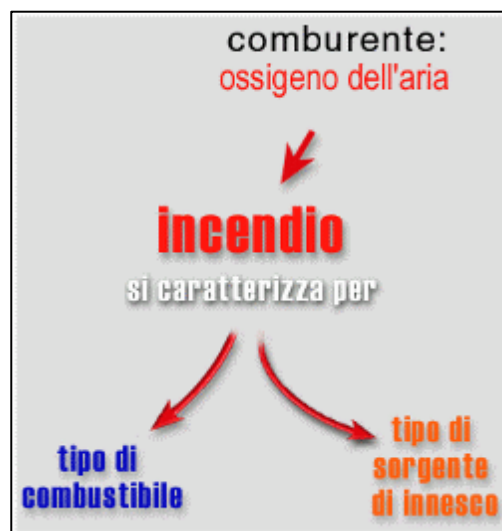 comburente:
ossigeno dell'aria
incendio
si caratterizza per
tipo di
combustibile
tipo di
sorgente
di innesco